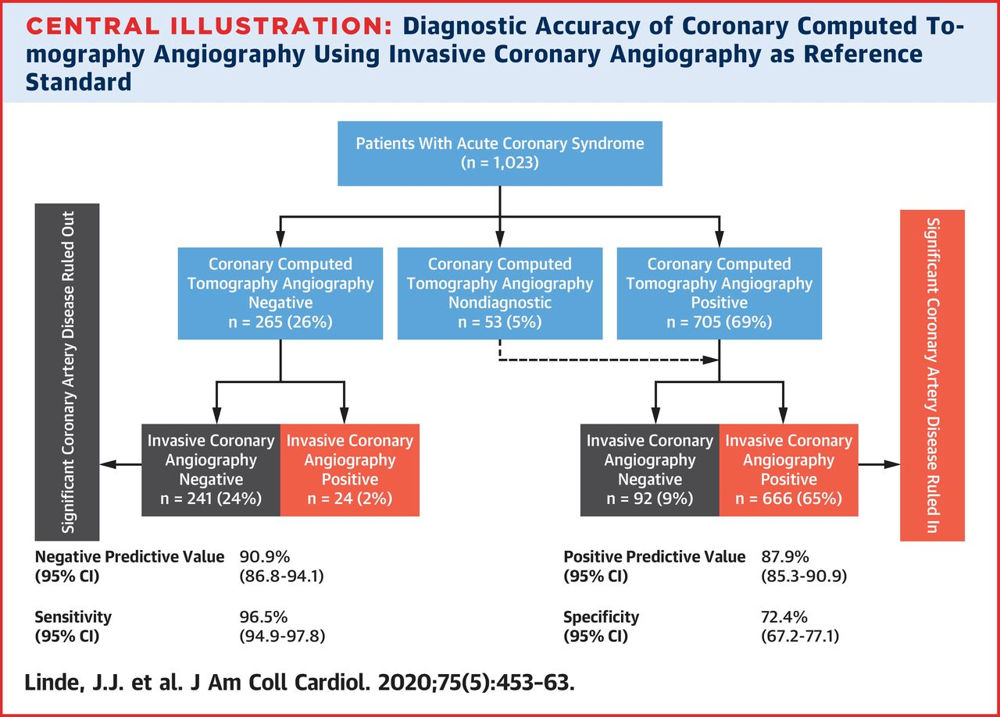 CENTRAL ILLUSTRATION: Diagnostic Accuracy of Coronary Computed To-
mography Angiography Using Invasive Coronary Angiography as Reference
Standard
Patients With Acute Coronary Syndrome
(n = 1,023)
Significant Coronary Artery Disease Ruled Out
Coronary Computed
Tomography Angiography
Negative
n = 265 (26%)
Coronary Computed
Tomography Angiography
Nondiagnostic
n = 53 (5%)
Coronary Computed
Tomography Angiography
Positive
n = 705 (69%)
Significant Coronary Artery Disease Ruled In
Invasive Coronary
Angiography
Negative
n = 241 (24%)
Invasive Coronary
Angiography
Positive
n = 24 (2%)
Invasive Coronary
Angiography
Negative
n = 92 (9%)
Invasive Coronary
Angiography
Positive
n = 666 (65%)
Negative Predictive Value 90.9%
(95% CI) (86.8-94.1)
Sensitivity 96.5%
(95% CI) (94.9-97.8)
Positive Predictive Value 87.9%
(95% CI) (85.3-90.9)
Specificity 72.4%
(95% CI) (67.2-77.1)
Linde, J.J. et al. J Am Coll Cardiol. 2020;75(5):453–63.